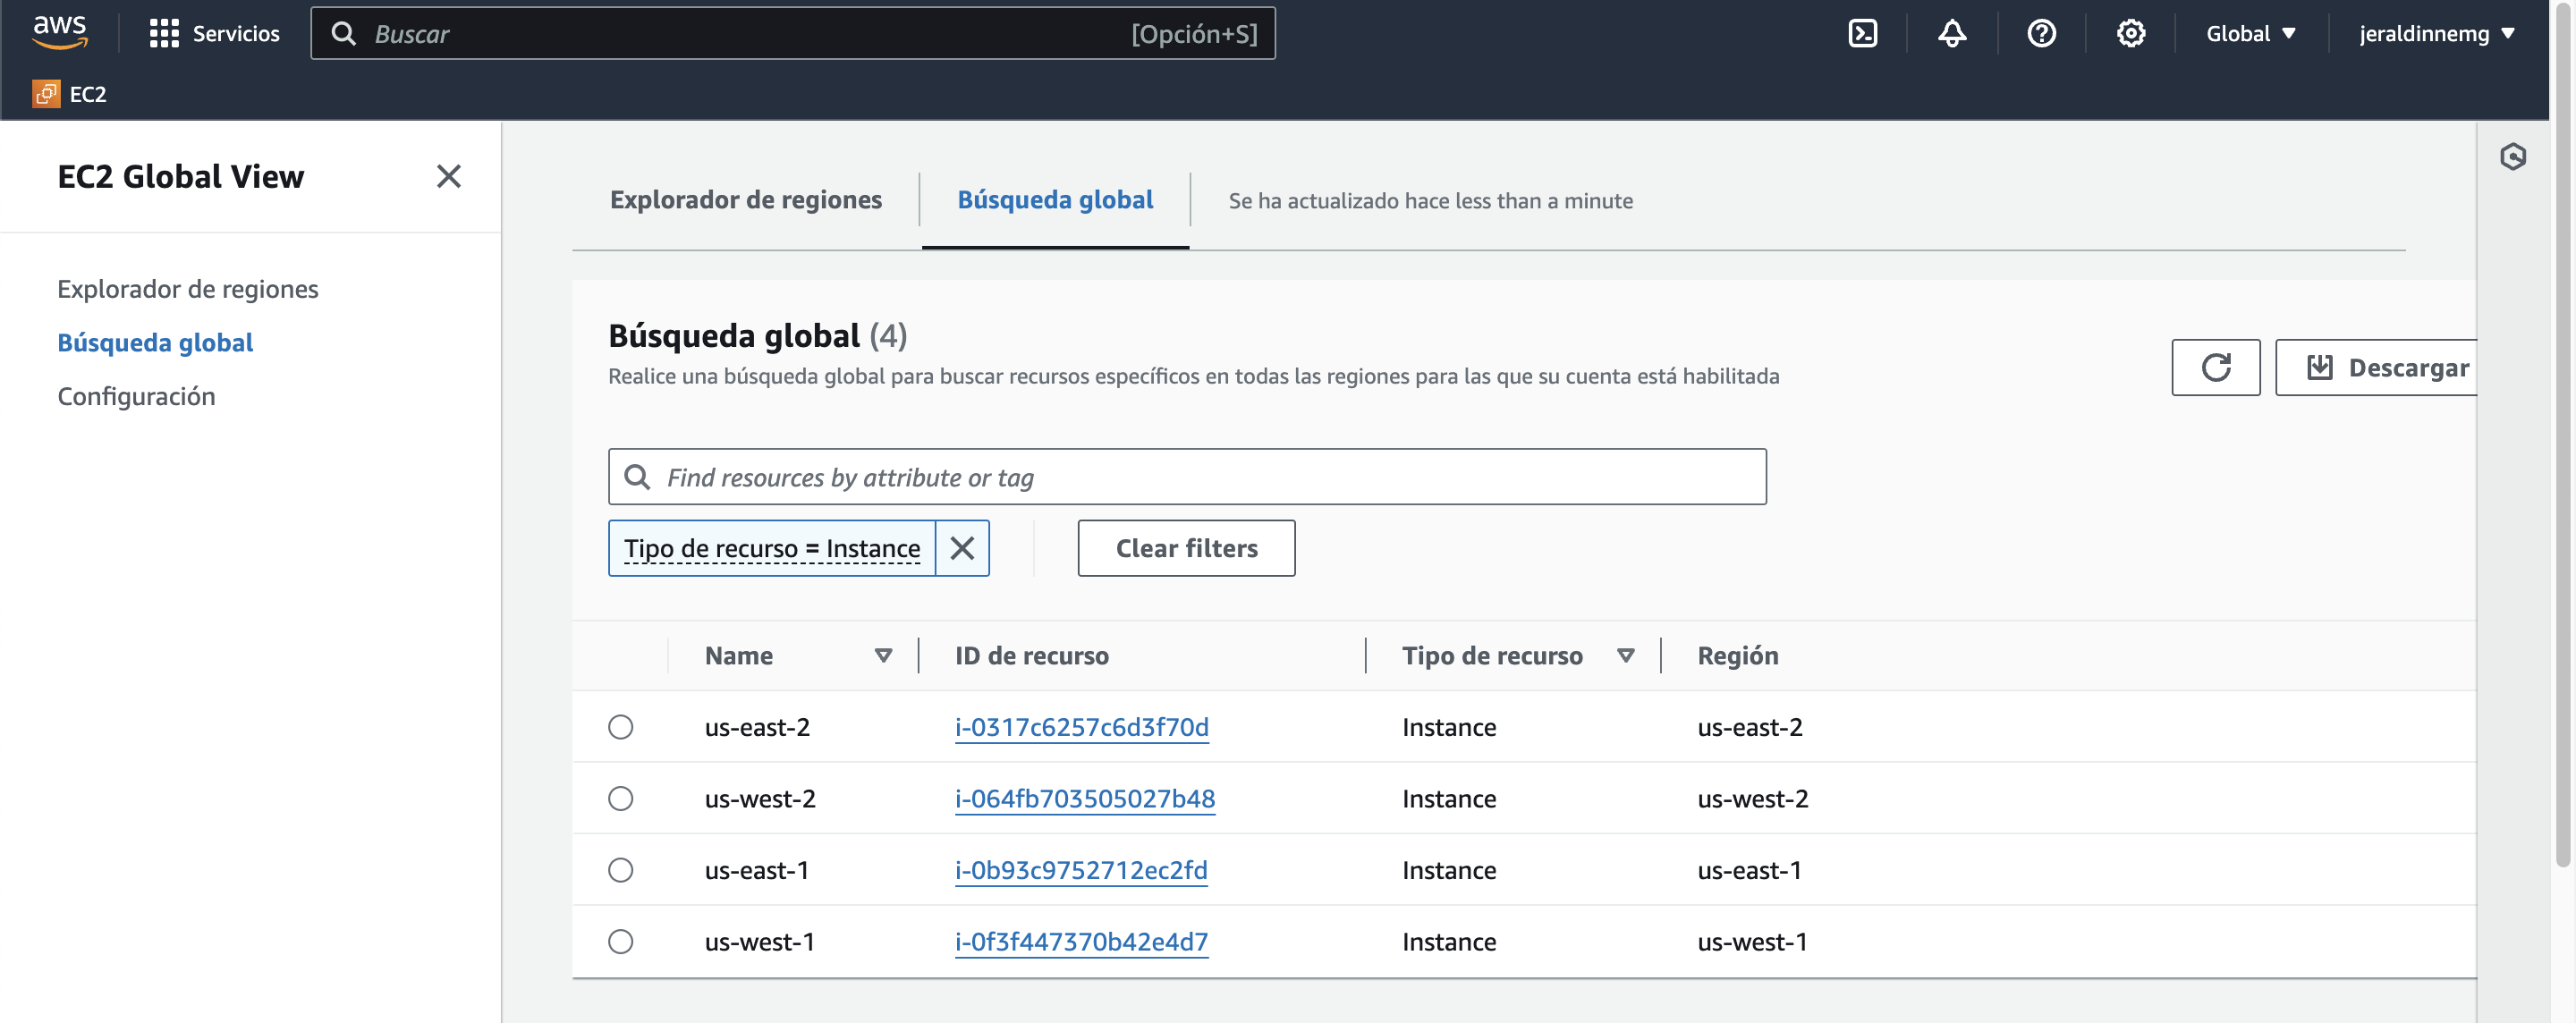 aws
Servicios
Buscar
[Opción+S]
Global
jeraldinnemg
EC2
EC2 Global View
Explorador de regiones
Búsqueda global
Configuración
Explorador de regiones
Búsqueda global
Se ha actualizado hace less than a minute
Búsqueda global (4)
Realice una búsqueda global para buscar recursos específicos en todas las regiones para las que su cuenta está habilitada
Descargar
Find resources by attribute or tag
Tipo de recurso = Instance
Clear filters
Name ID de recurso Tipo de recurso Región
us-east-2 i-0317c6257c6d3f70d Instance us-east-2
us-west-2 i-064fb703505027b48 Instance us-west-2
us-east-1 i-0b93c9752712ec2fd Instance us-east-1
us-west-1 i-0f3f447370b42e4d7 Instance us-west-1